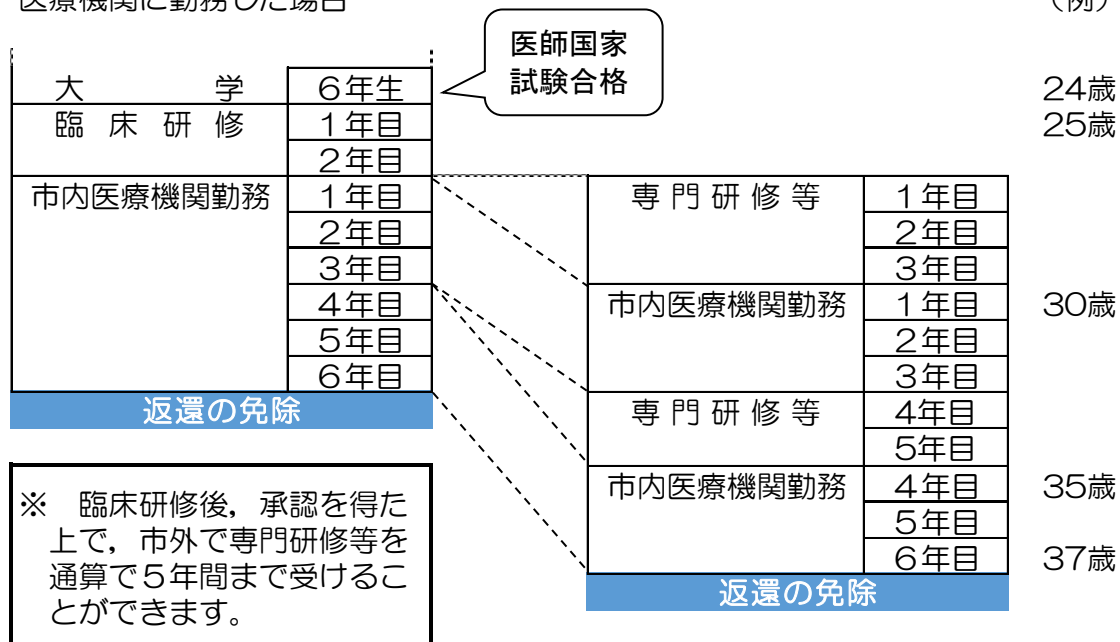 医療機関に勤務した場合
（例）
医師国家
試験合格
大学 6年生 24歳
臨床研修 1年目 25歳
2年目
市内医療機関勤務 1年目 専門研修等 1年目
2年目 2年目
3年目 3年目
4年目 市内医療機関勤務 1年目 30歳
5年目 2年目
6年目 3年目
返還の免除 専門研修等 4年目
5年目
市内医療機関勤務 4年目 35歳
5年目
6年目 37歳
返還の免除
※ 臨床研修後，承認を得た
上で，市外で専門研修等を
通算で５年間まで受けるこ
とができます。